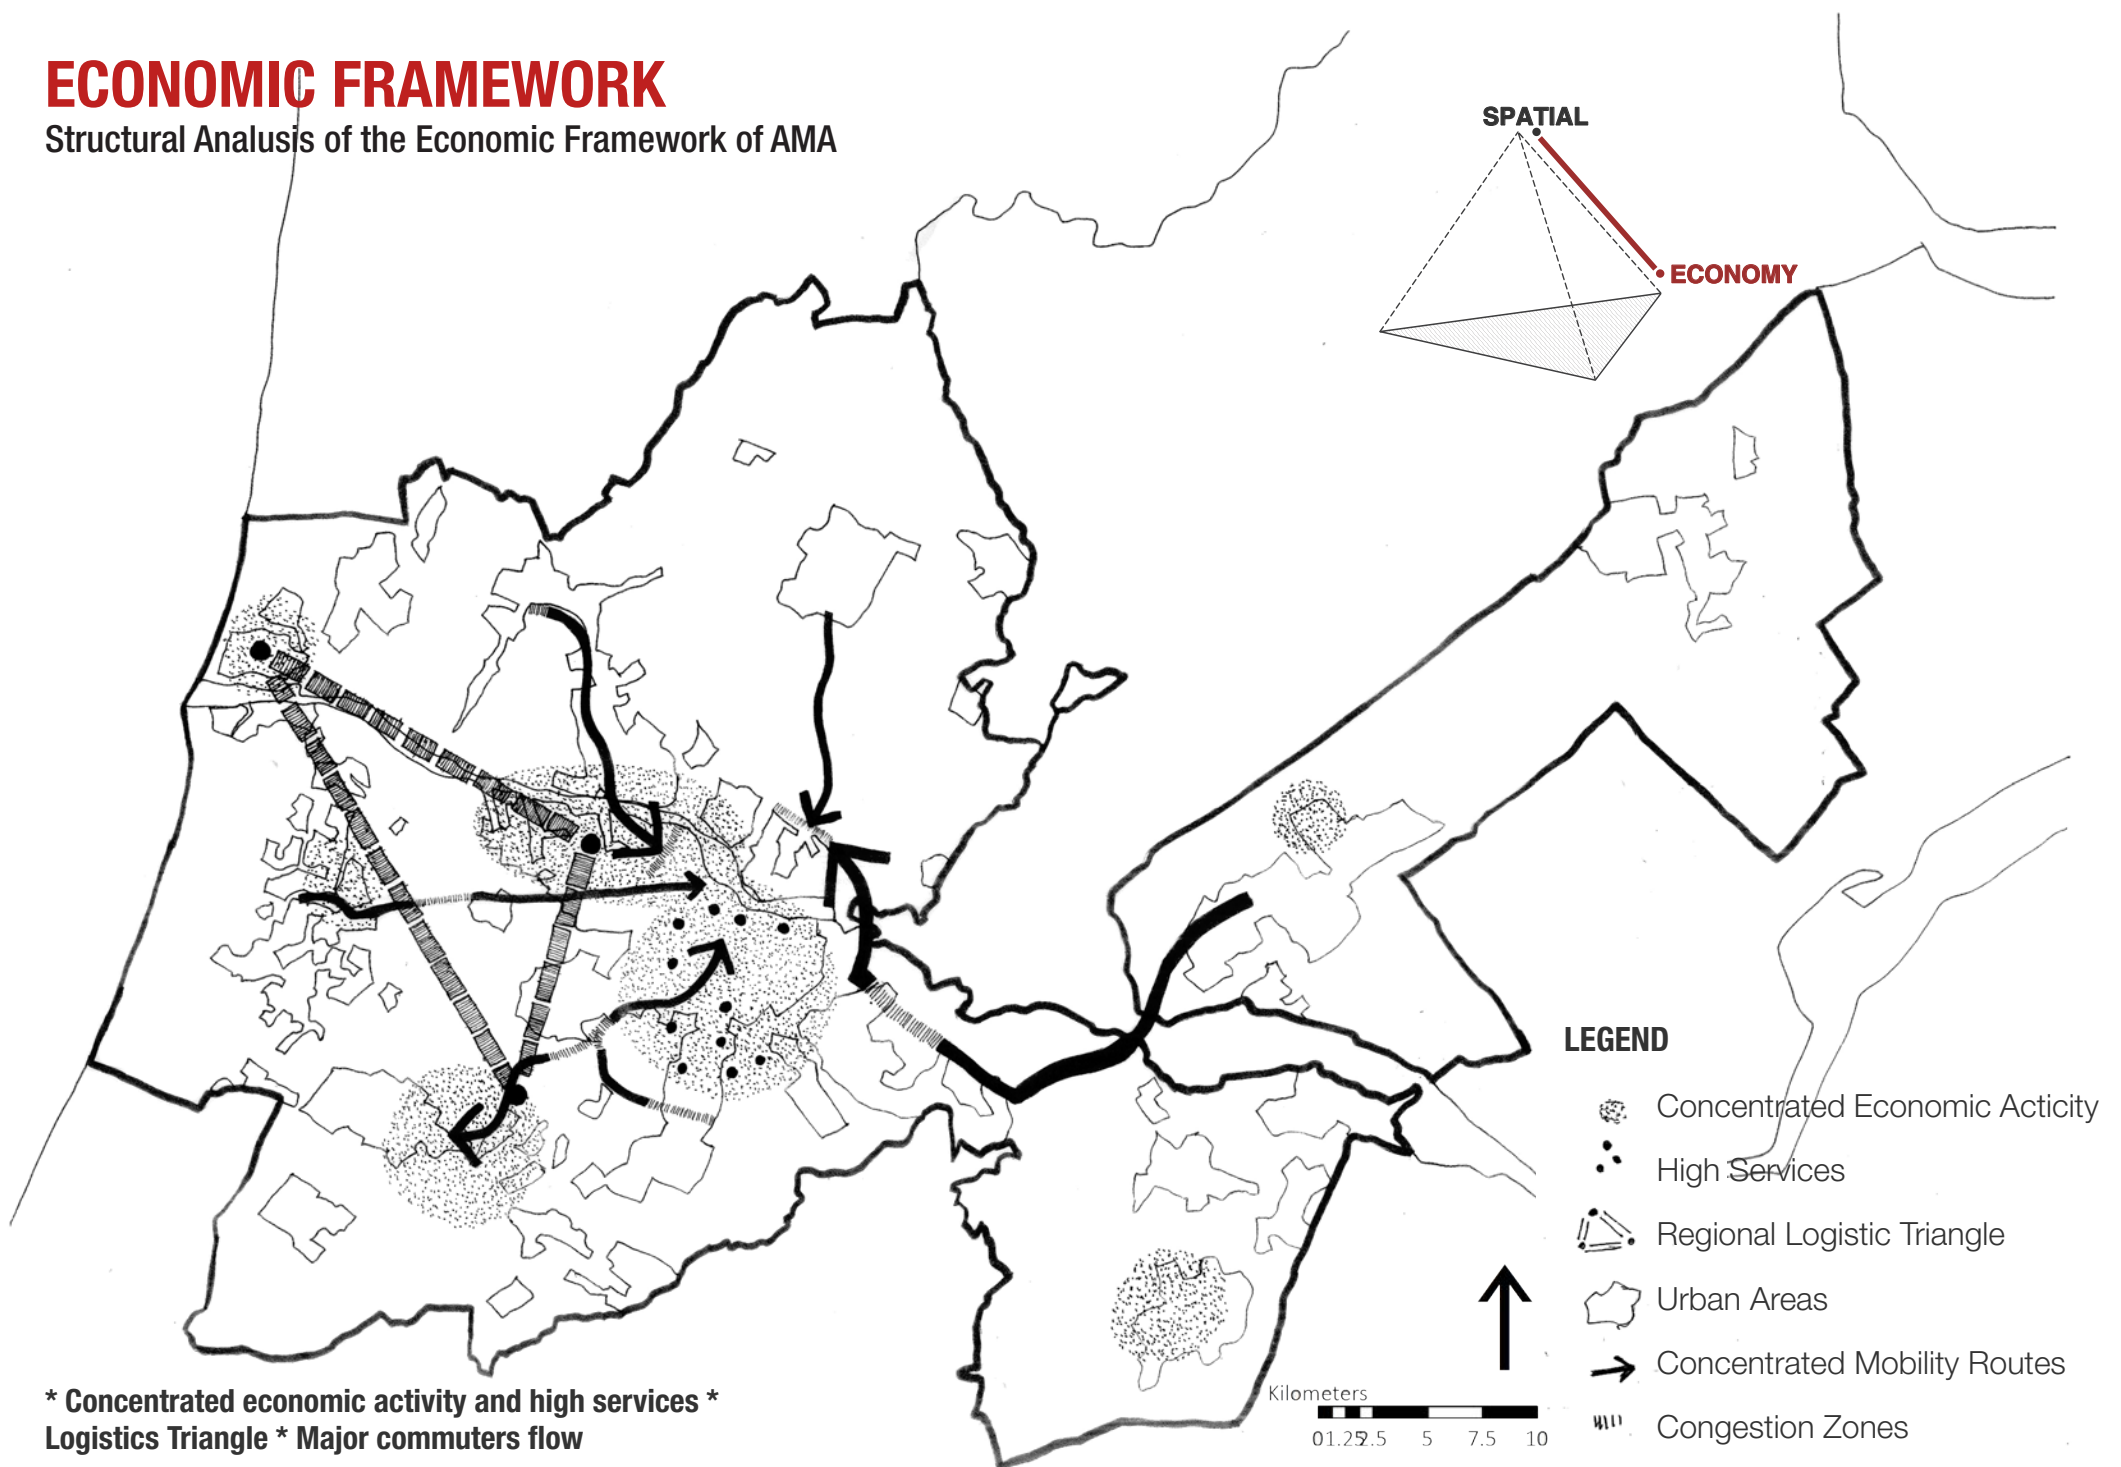 ECONOMIC FRAMEWORK
Structural Analusis of the Economic Framework of AMA
SPATIAL
ECONOMY
LEGEND
Concentrated Economic Acticity
High Services
Regional Logistic Triangle
Urban Areas
Concentrated Mobility Routes
Congestion Zones
Kilometers
0 1.25 2.5 5 7.5 10
* Concentrated economic activity and high services *
Logistics Triangle * Major commuters flow